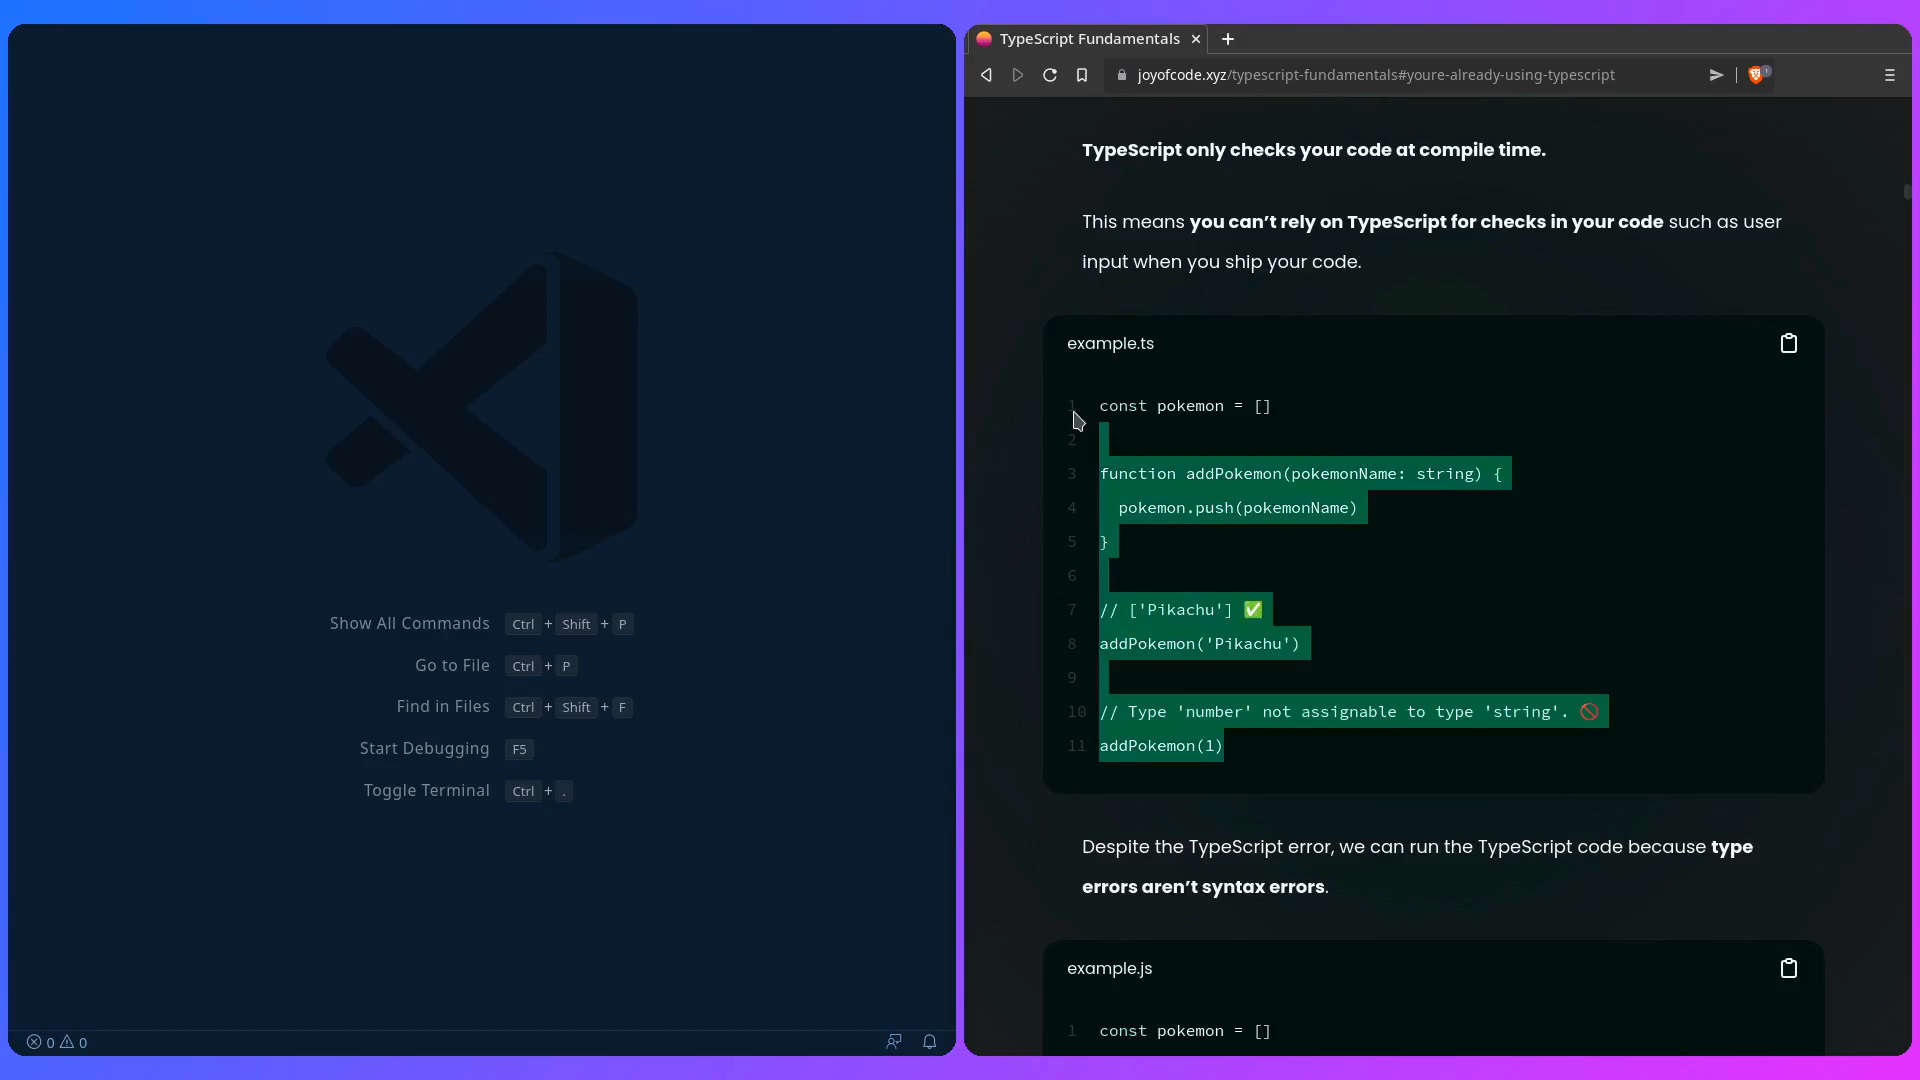 Show All Commands Ctrl + Shift + P
Go to File Ctrl + P
Find in Files Ctrl + Shift + F
Start Debugging F5
Toggle Terminal Ctrl + .
0 0
TypeScript Fundamentals
joyofcode.xyz/typescript-fundamentals#youre-already-using-typescript
1
TypeScript only checks your code at compile time.
This means you can’t rely on TypeScript for checks in your code such as user
input when you ship your code.
example.ts
1 const pokemon = []
2
3 function addPokemon(pokemonName: string) {
4 pokemon.push(pokemonName)
5 }
6
7 // ['Pikachu'] ✅
8 addPokemon('Pikachu')
9
10 // Type 'number' not assignable to type 'string'. 🚫
11 addPokemon(1)
Despite the TypeScript error, we can run the TypeScript code because type
errors aren’t syntax errors.
example.js
1 const pokemon = []